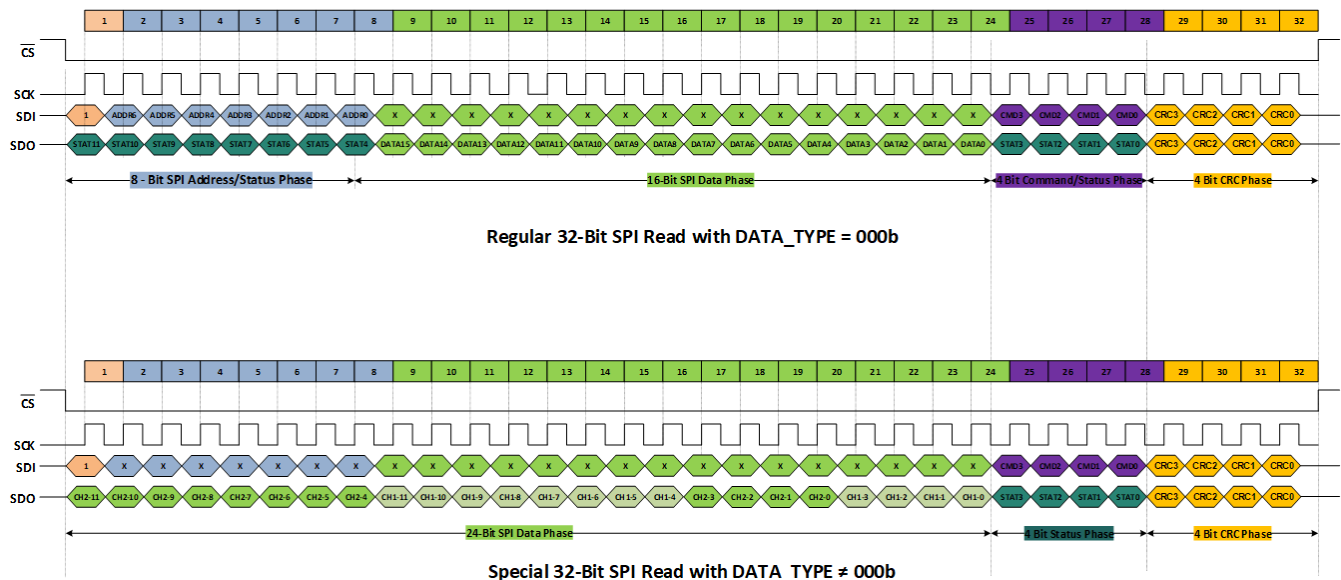 1 2 3 4 5 6 7 8 9 10 11 12 13 14 15 16 17 18 19 20 21 22 23 24 25 26 27 28 29 30 31 32
CS
SCK
SDI 1 ADDR6 ADDR5 ADDR4 ADDR3 ADDR2 ADDR1 ADDR0 X X X X X X X X X X X X X X X X CMD3 CMD2 CMD1 CMD0 CRC3 CRC2 CRC1 CRC0
SDO STAT11 STAT10 STAT9 STAT8 STAT7 STAT6 STAT5 STAT4 DATA15 DATA14 DATA13 DATA12 DATA11 DATA10 DATA9 DATA8 DATA7 DATA6 DATA5 DATA4 DATA3 DATA2 DATA1 DATA0 STAT3 STAT2 STAT1 STAT0 CRC3 CRC2 CRC1 CRC0
8 - Bit SPI Address/Status Phase 16-Bit SPI Data Phase 4 Bit Command/Status Phase 4 Bit CRC Phase
Regular 32-Bit SPI Read with DATA_TYPE = 000b
1 2 3 4 5 6 7 8 9 10 11 12 13 14 15 16 17 18 19 20 21 22 23 24 25 26 27 28 29 30 31 32
CS
SCK
SDI 1 X X X X X X X X X X X X X X X X X X X X X X X CMD3 CMD2 CMD1 CMD0 CRC3 CRC2 CRC1 CRC0
SDO CH2-11 CH2-10 CH2-9 CH2-8 CH2-7 CH2-6 CH2-5 CH2-4 CH1-11 CH1-10 CH1-9 CH1-8 CH1-7 CH1-6 CH1-5 CH1-4 CH2-3 CH2-2 CH2-1 CH2-0 CH1-3 CH1-2 CH1-1 CH1-0 STAT3 STAT2 STAT1 STAT0 CRC3 CRC2 CRC1 CRC0
24-Bit SPI Data Phase 4 Bit Status Phase 4 Bit CRC Phase
Special 32-Bit SPI Read with DATA_TYPE ≠ 000b